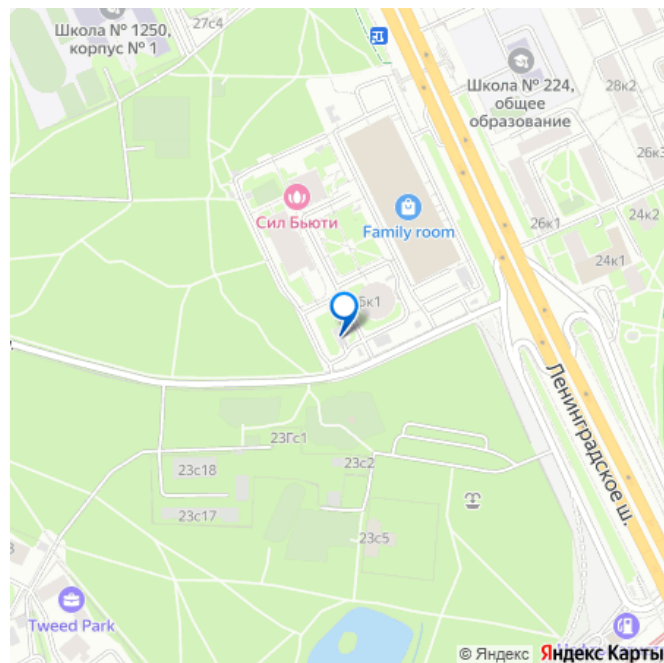 27с4
Школа № 1250,
корпус № 1
Школа № 224,
общее
образование
28к2
26к3
26к1
24к2
24к1
Сил Бьюти
Family room
5к1
Ленинградское ш.
23Гс1
23с2
23с18
23с17
23с5
3
Tweed Park
© Яндекс Яндекс Карты